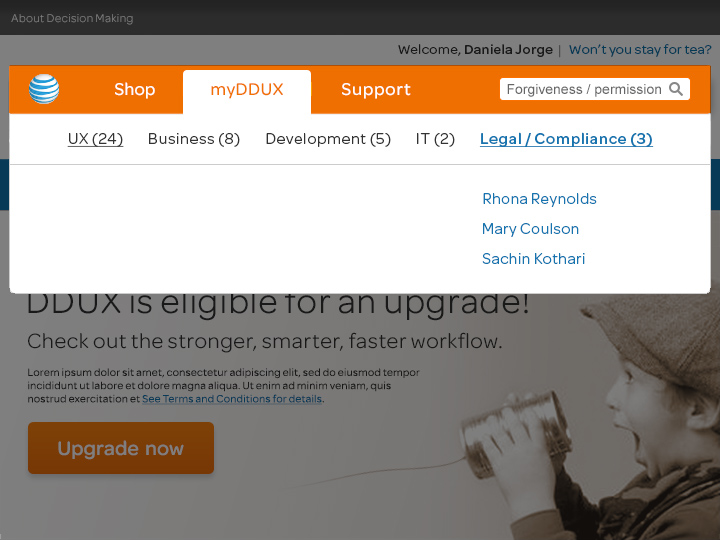 About Decision Making
Welcome, Daniela Jorge | Won't you stay for tea?
Shop myDDUX Support Forgiveness / permission
UX (24) Business (8) Development (5) IT (2) Legal / Compliance (3)
Rhona Reynolds
Mary Coulson
Sachin Kothari
DDUX is eligible for an upgrade!
Check out the stronger, smarter, faster workflow.
Lorem ipsum dolor sit amet, consectetur adipiscing elit, sed do eiusmod tempor
incididunt ut labore et dolore magna aliqua. Ut enim ad minim veniam, quis
nostrud exercitation et See Terms and Conditions for details.
Upgrade now